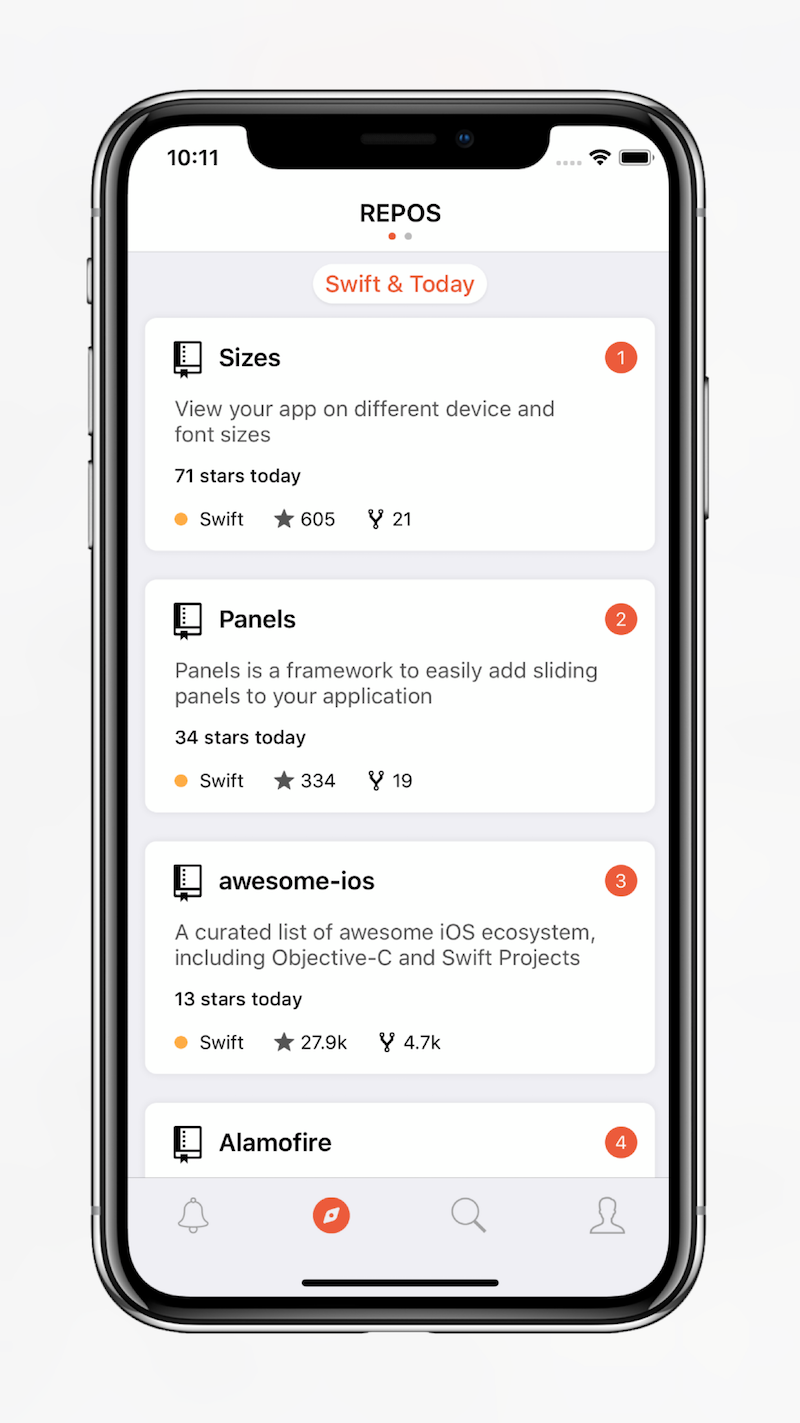 10:11
REPOS
Swift & Today
Sizes
1
View your app on different device and
font sizes
71 stars today
Swift 605 21
Panels
2
Panels is a framework to easily add sliding
panels to your application
34 stars today
Swift 334 19
awesome-ios
3
A curated list of awesome iOS ecosystem,
including Objective-C and Swift Projects
13 stars today
Swift 27.9k 4.7k
Alamofire
4